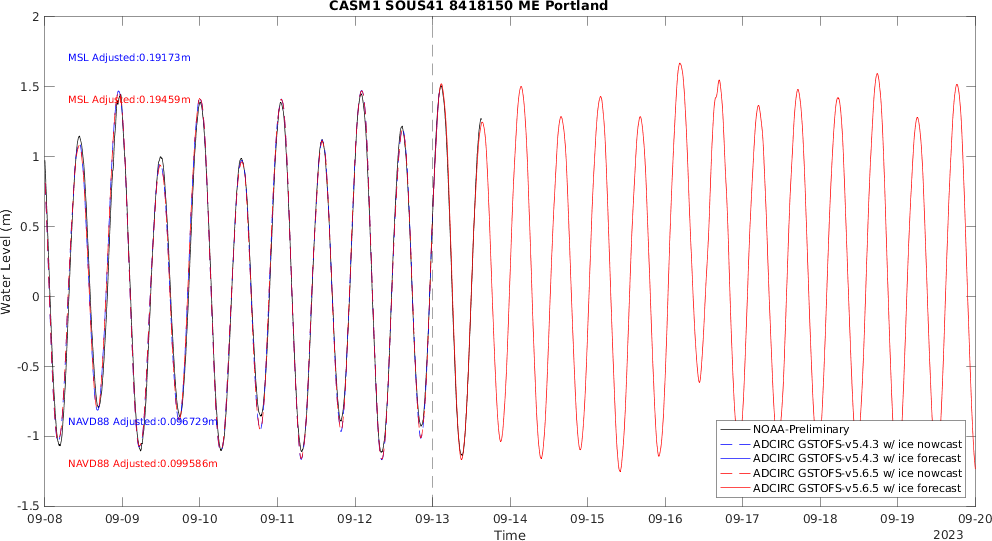 CASM1 SOUS41 8418150 ME Portland
2
1.5
1
0.5
0
-0.5
-1
-1.5
Water Level (m)
MSL Adjusted:0.19173m
MSL Adjusted:0.19459m
NAVD88 Adjusted:0.096729m
NAVD88 Adjusted:0.099586m
NOAA-Preliminary
ADCIRC GSTOFS-v5.4.3 w/ ice nowcast
ADCIRC GSTOFS-v5.4.3 w/ ice forecast
ADCIRC GSTOFS-v5.6.5 w/ ice nowcast
ADCIRC GSTOFS-v5.6.5 w/ ice forecast
09-08 09-09 09-10 09-11 09-12 09-13 09-14 09-15 09-16 09-17 09-18 09-19 09-20
Time
2023